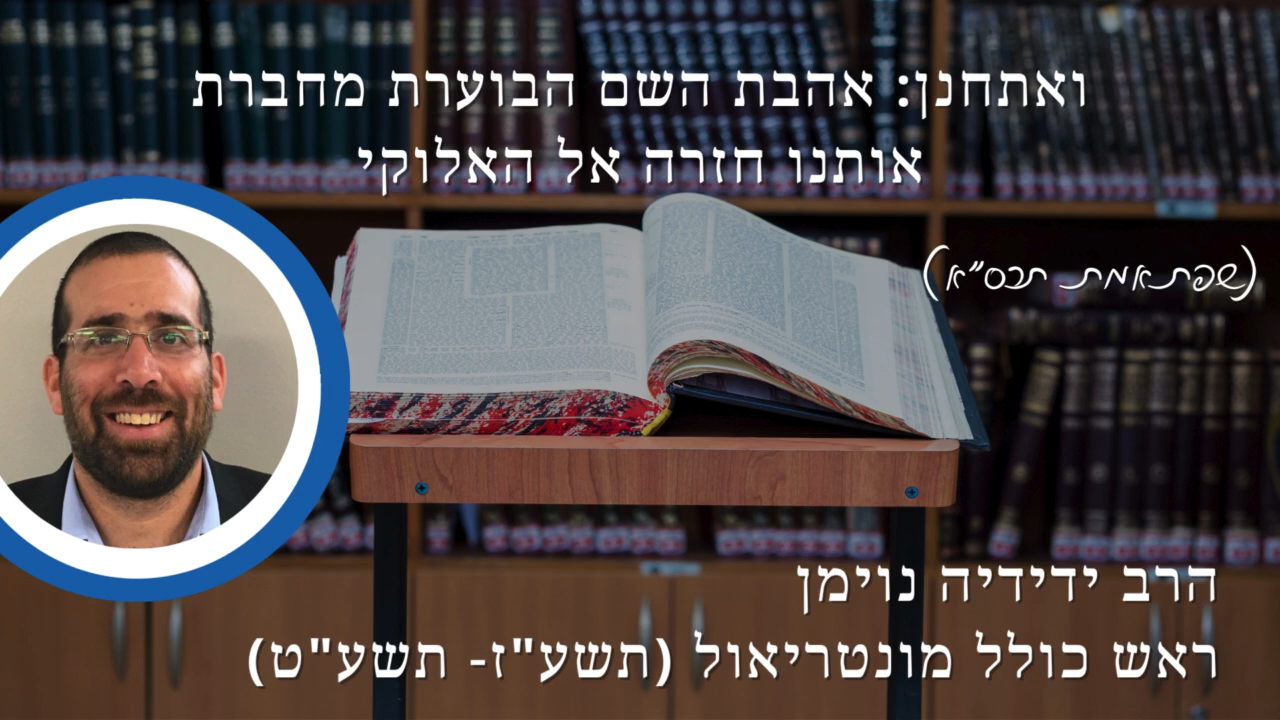 ואתחנן: אהבת השם הבוערת מחברת
אותנו חזרה אל האלוקי
(שפת אמת תרס"א)
הרב ידידיה נוימן
ראש כולל מונטריאול (תשע"ז- תשע"ט)